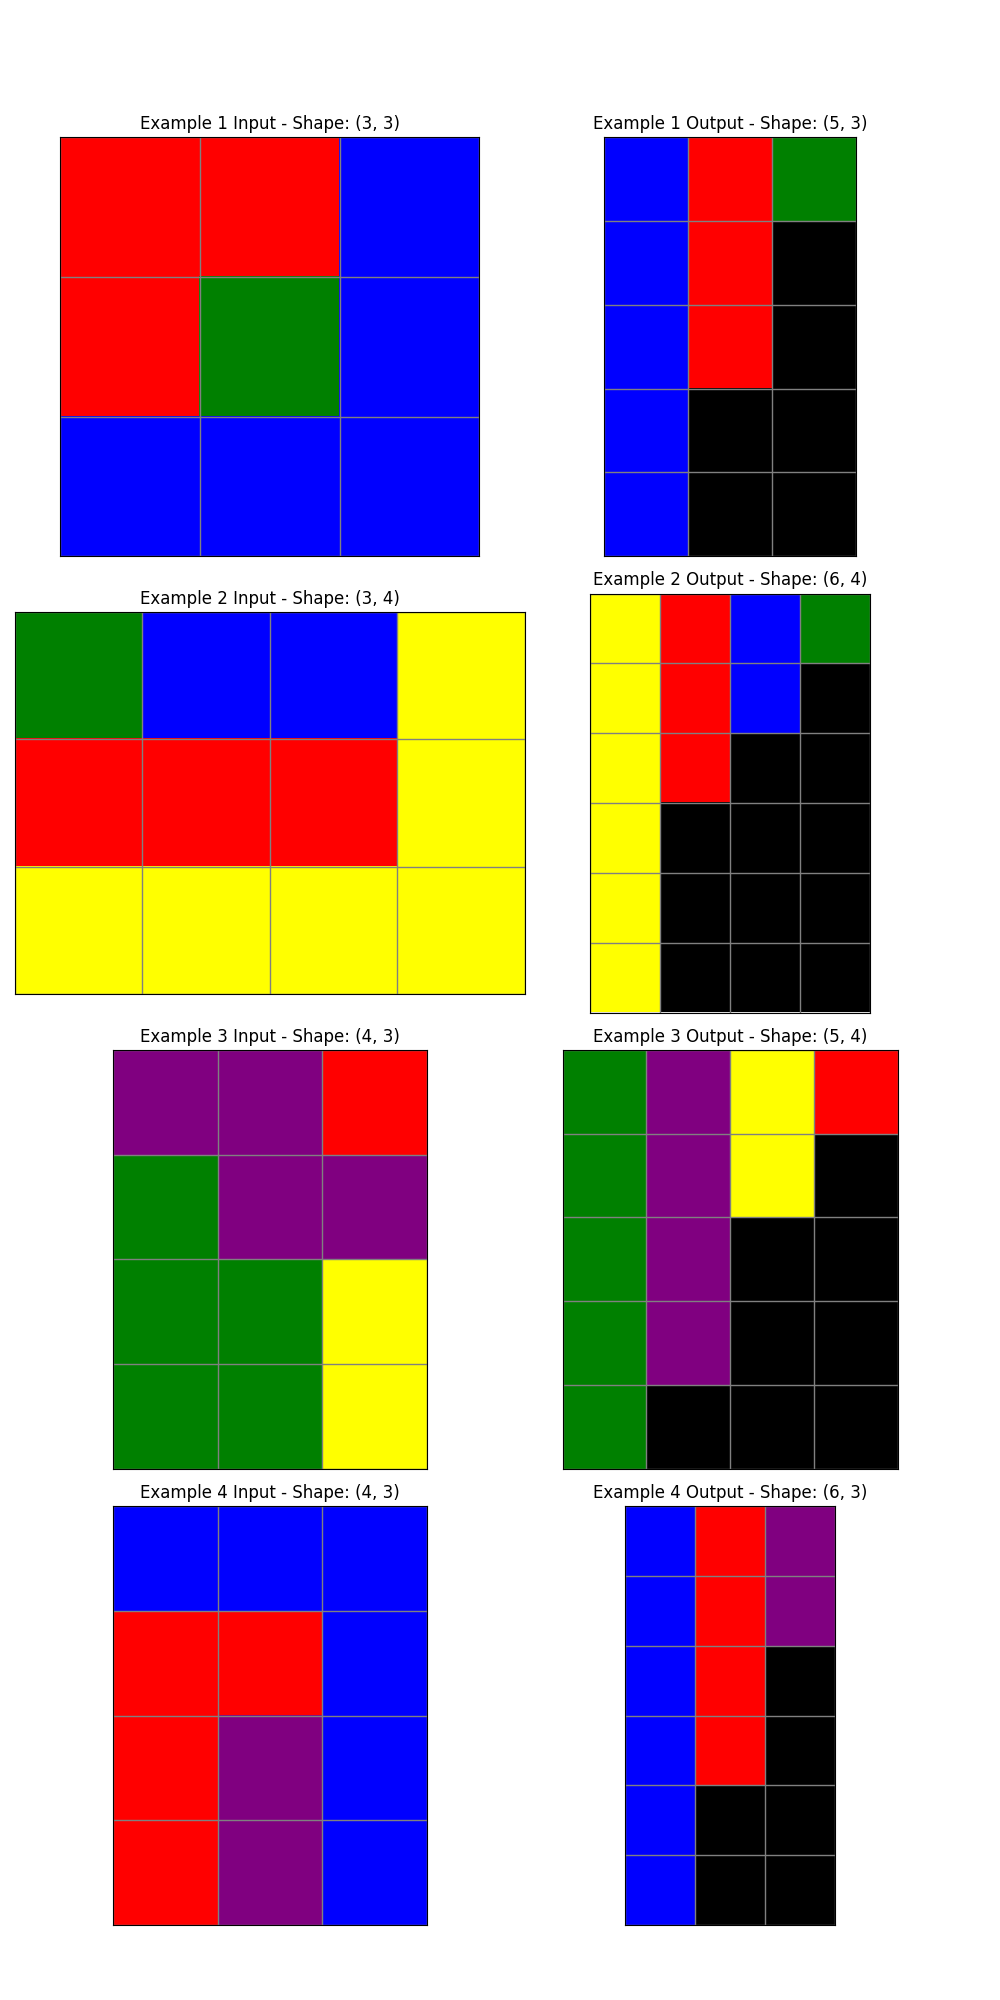 Example 1 Input - Shape: (3, 3)
Example 1 Output - Shape: (5, 3)
Example 2 Input - Shape: (3, 4)
Example 2 Output - Shape: (6, 4)
Example 3 Input - Shape: (4, 3)
Example 3 Output - Shape: (5, 4)
Example 4 Input - Shape: (4, 3)
Example 4 Output - Shape: (6, 3)